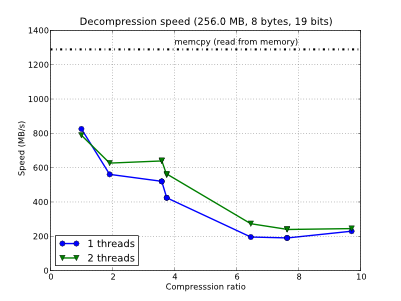 Decompression speed (256.0 MB, 8 bytes, 19 bits)
1400
1200
1000
800
600
400
200
0
Speed (MB/s)
memcpy (read from memory)
1 threads
2 threads
0 2 4 6 8 10
Compresssion ratio